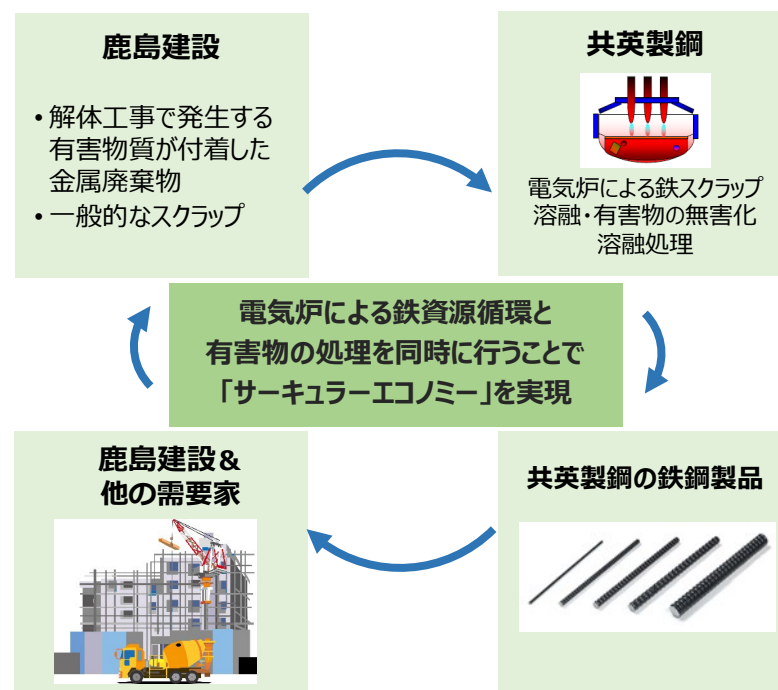 鹿島建設
• 解体工事で発生する
有害物質が付着した
金属廃棄物
• 一般的なスクラップ
共英製鋼
電気炉による鉄スクラップ
溶融・有害物の無害化
溶融処理
電気炉による鉄資源循環と
有害物の処理を同時に行うことで
「サーキュラーエコノミー」を実現
鹿島建設&
他の需要家
共英製鋼の鉄鋼製品